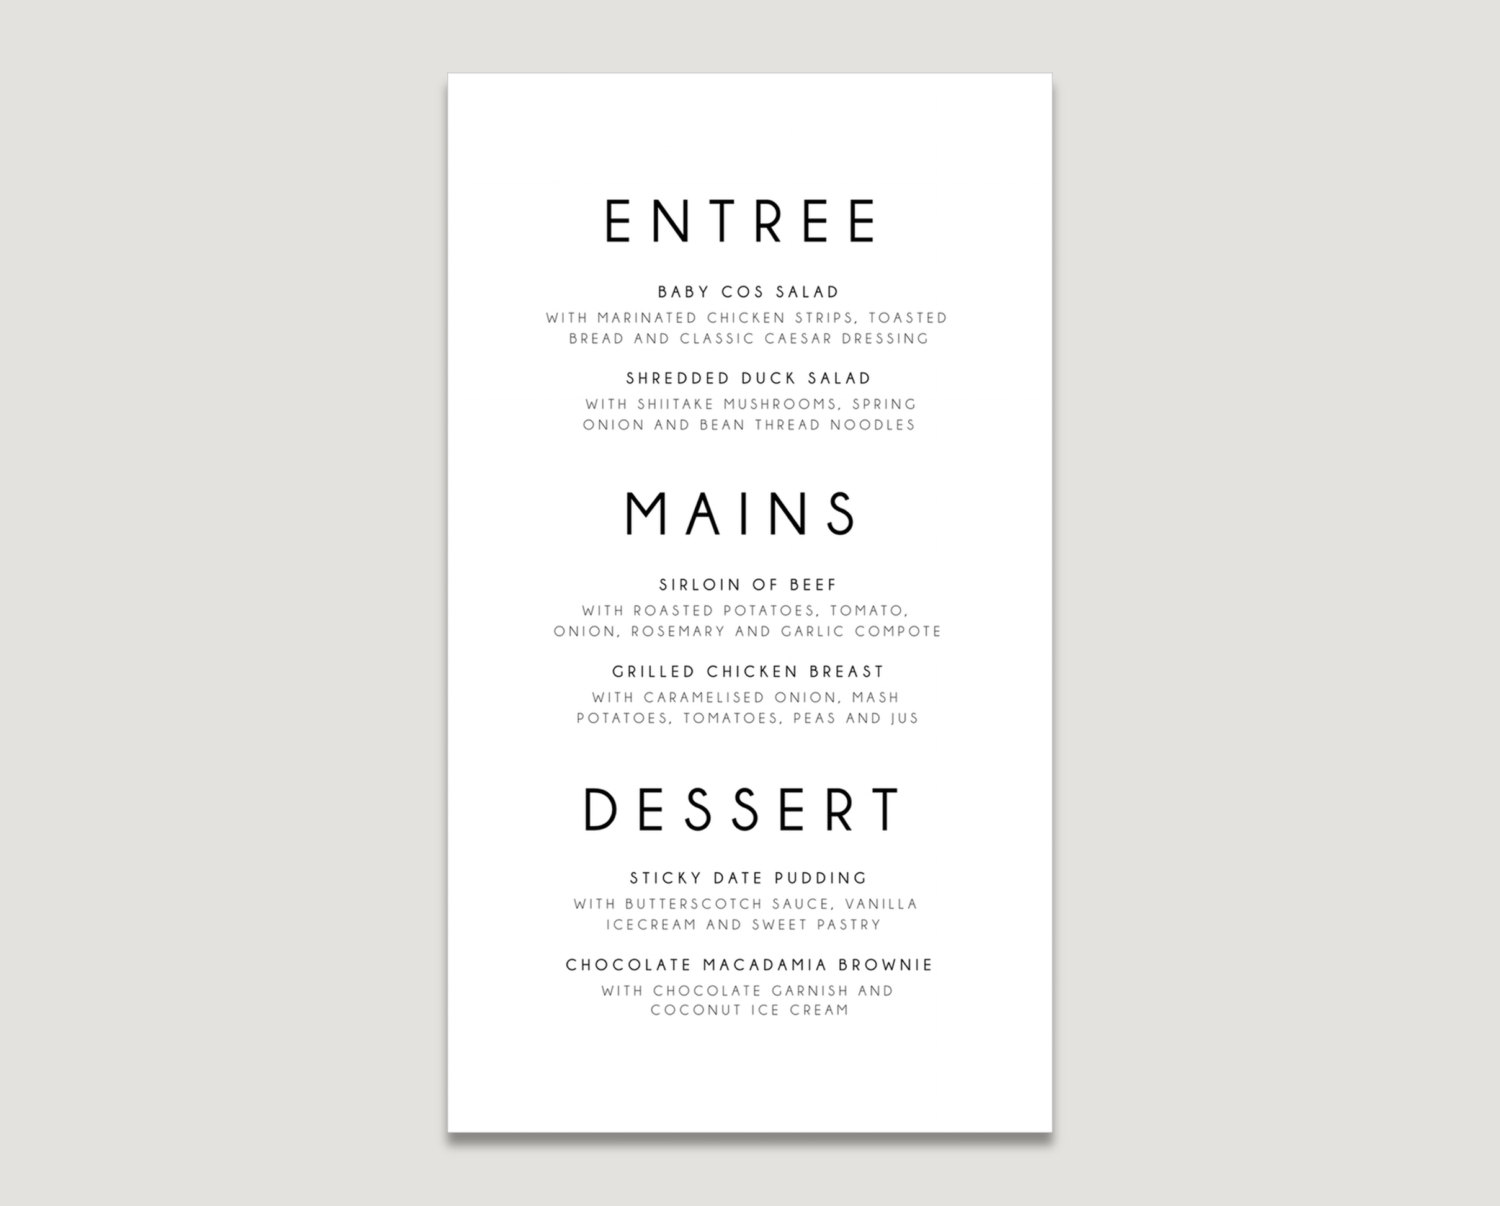 ENTREE
BABY COS SALAD
WITH MARINATED CHICKEN STRIPS, TOASTED
BREAD AND CLASSIC CAESAR DRESSING
SHREDDED DUCK SALAD
WITH SHIITAKE MUSHROOMS, SPRING
ONION AND BEAN THREAD NOODLES
MAINS
SIRLOIN OF BEEF
WITH ROASTED POTATOES, TOMATO,
ONION, ROSEMARY AND GARLIC COMPOTE
GRILLED CHICKEN BREAST
WITH CARAMELISED ONION, MASH
POTATOES, TOMATOES, PEAS AND JUS
DESSERT
STICKY DATE PUDDING
WITH BUTTERSCOTCH SAUCE, VANILLA
ICECREAM AND SWEET PASTRY
CHOCOLATE MACADAMIA BROWNIE
WITH CHOCOLATE GARNISH AND
COCONUT ICE CREAM